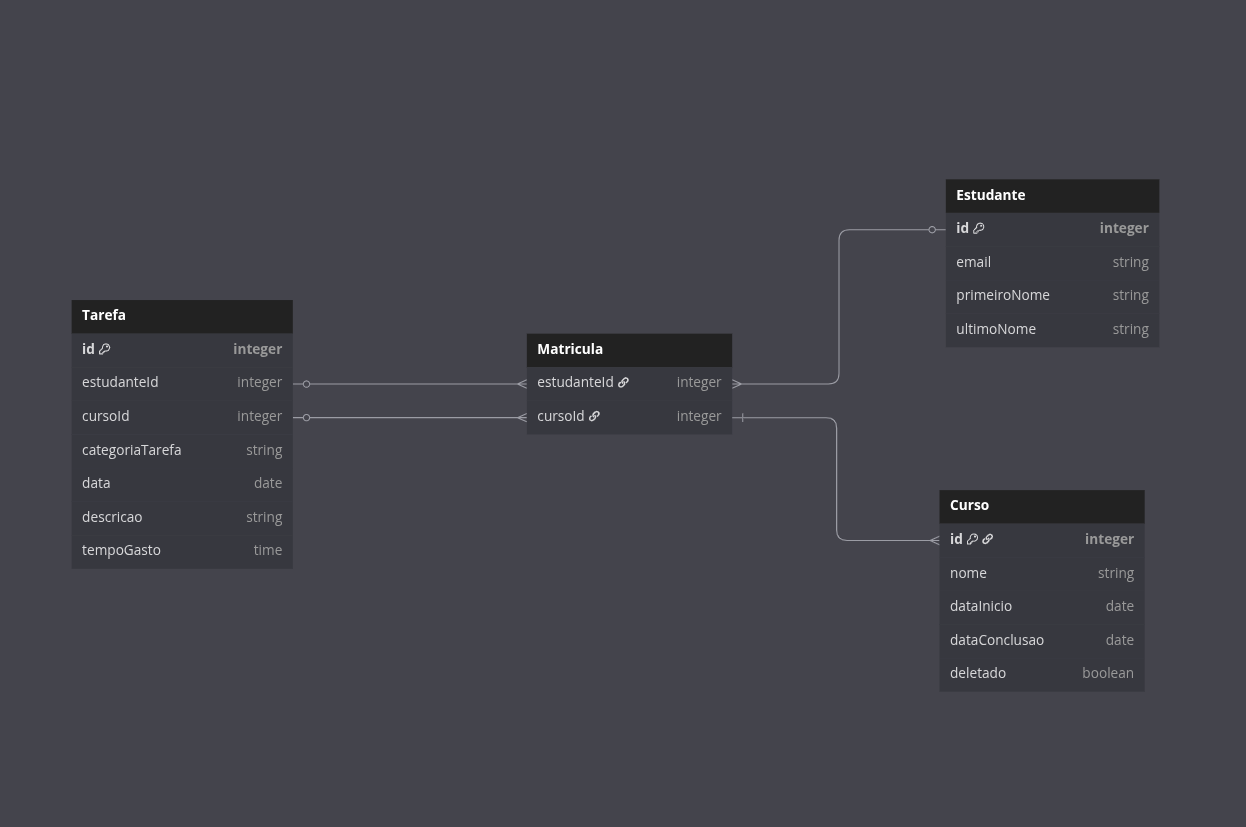 Tarefa
id integer
estudanteId integer
cursoId integer
categoriaTarefa string
data date
descricao string
tempoGasto time
Matricula
estudanteId integer
cursoId integer
Estudante
id integer
email string
primeiroNome string
ultimoNome string
Curso
id integer
nome string
dataInicio date
dataConclusao date
deletado boolean